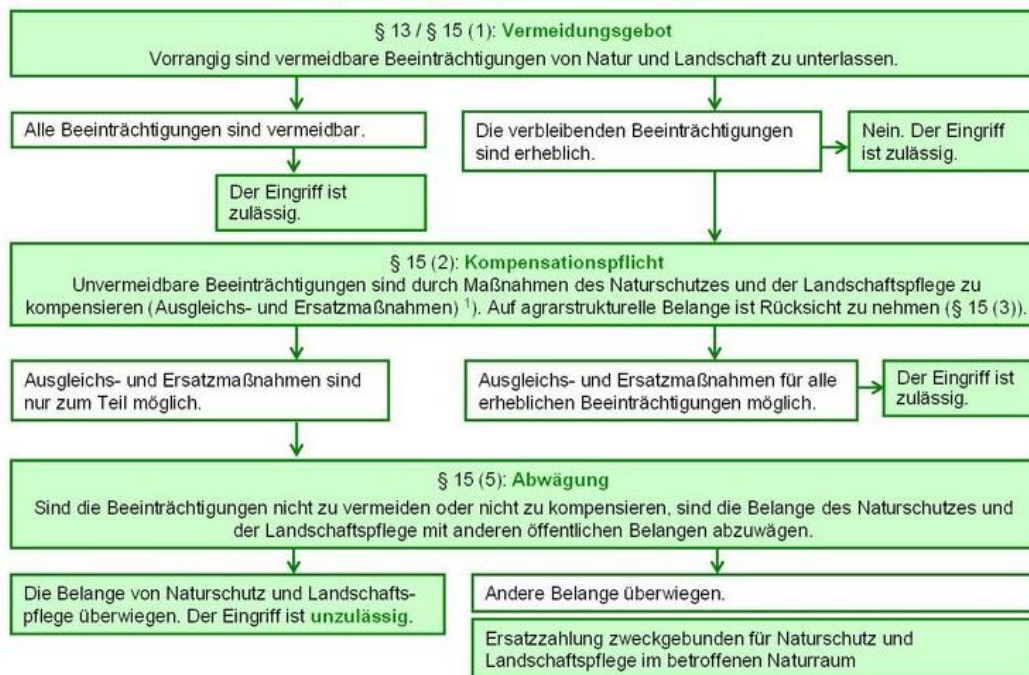 § 13 / § 15 (1): Vermeidungsgebot
Vorrangig sind vermeidbare Beeinträchtigungen von Natur und Landschaft zu unterlassen.
Alle Beeinträchtigungen sind vermeidbar.
Der Eingriff ist
zulässig.
Die verbleibenden Beeinträchtigungen
sind erheblich.
Nein. Der Eingriff
ist zulässig.
§ 15 (2): Kompensationspflicht
Unvermeidbare Beeinträchtigungen sind durch Maßnahmen des Naturschutzes und der Landschaftspflege zu
kompensieren (Ausgleichs- und Ersatzmaßnahmen) ¹). Auf agrarstrukturelle Belange ist Rücksicht zu nehmen (§ 15 (3)).
Ausgleichs- und Ersatzmaßnahmen sind
nur zum Teil möglich.
Ausgleichs- und Ersatzmaßnahmen für alle
erheblichen Beeinträchtigungen möglich.
Der Eingriff ist
zulässig.
§ 15 (5): Abwägung
Sind die Beeinträchtigungen nicht zu vermeiden oder nicht zu kompensieren, sind die Belange des Naturschutzes und
der Landschaftspflege mit anderen öffentlichen Belangen abzuwägen.
Die Belange von Naturschutz und Landschafts-
pflege überwiegen. Der Eingriff ist unzulässig.
Andere Belange überwiegen.
Ersatzzahlung zweckgebunden für Naturschutz und
Landschaftspflege im betroffenen Naturraum